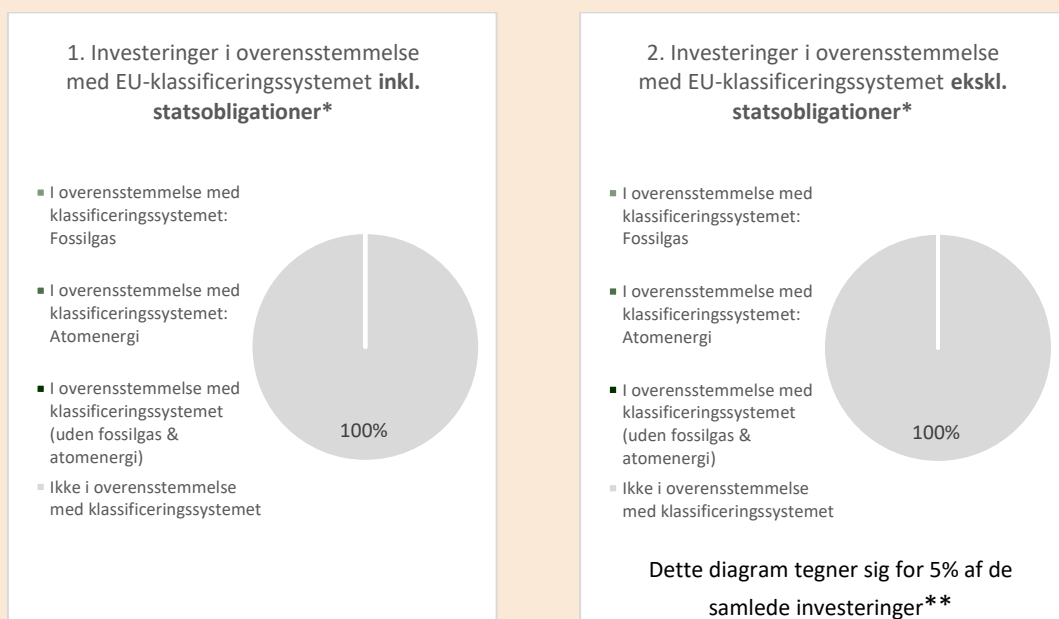 1. Investeringer i overensstemmelse
med EU-klassificeringssystemet inkl.
statsobligationer*
I overensstemmelse med
klassificeringssystemet:
Fossilgas
I overensstemmelse med
klassificeringssystemet:
Atomenergi
I overensstemmelse med
klassificeringssystemet
(uden fossilgas &
atomenergi)
Ikke i overensstemmelse
med klassificeringssystemet
100%
2. Investeringer i overensstemmelse
med EU-klassificeringssystemet ekskl.
statsobligationer*
I overensstemmelse med
klassificeringssystemet:
Fossilgas
I overensstemmelse med
klassificeringssystemet:
Atomenergi
I overensstemmelse med
klassificeringssystemet
(uden fossilgas &
atomenergi)
Ikke i overensstemmelse
med klassificeringssystemet
100%
Dette diagram tegner sig for 5% af de
samlede investeringer**